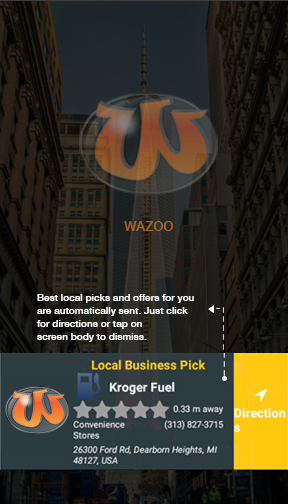 WAZOO
Best local picks and offers for you
are automatically sent. Just click
for directions or tap on
screen body to dismiss.
Local Business Pick
Kroger Fuel
0.33 m away
Convenience
Stores
(313) 827-3715
26300 Ford Rd, Dearborn Heights, MI
48127, USA
Direction
s